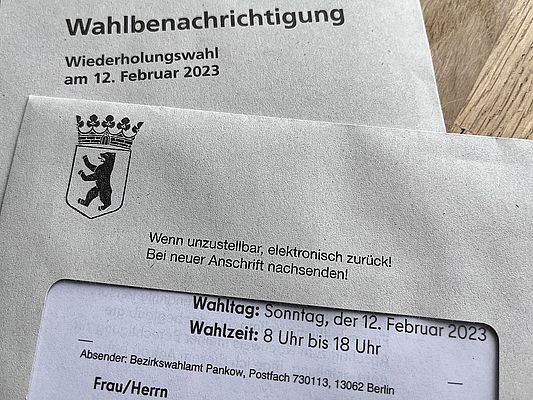 Wahlbenachrichtigung
Wiederholungswahl
am 12. Februar 2023
Wenn unzustellbar, elektronisch zurück!
Bei neuer Anschrift nachsenden!
Wahltag: Sonntag, der 12. Februar 2023
Wahlzeit: 8 Uhr bis 18 Uhr
Absender: Bezirkswahlamt Pankow, Postfach 730113, 13062 Berlin
Frau/Herrn